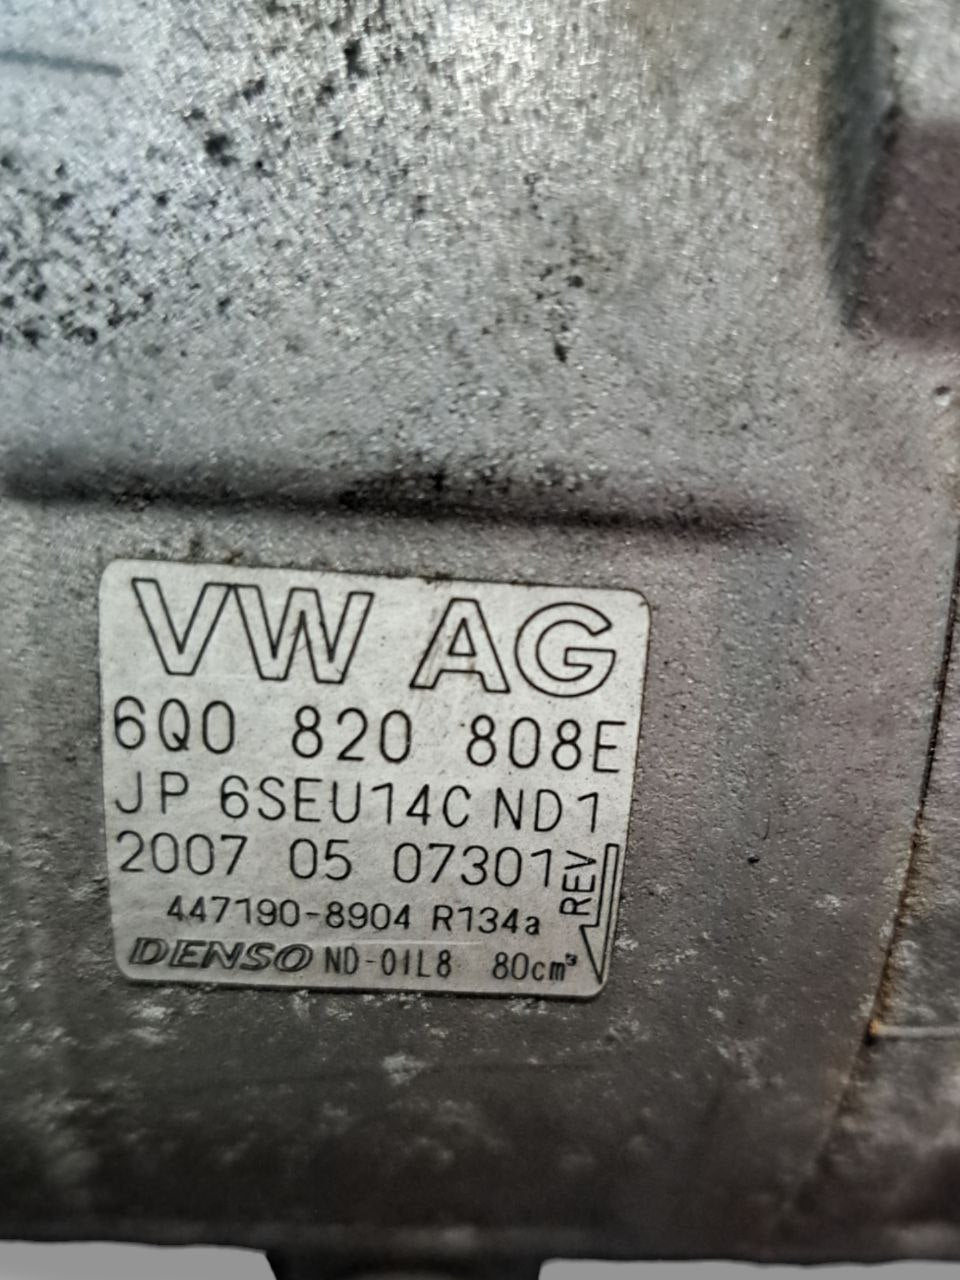 VW AG
6Q0 820 808E
JP 6SEU14C ND1
2007 05 07301
REV
447190-8904 R134a
DENSO ND-OIL8 80cm³